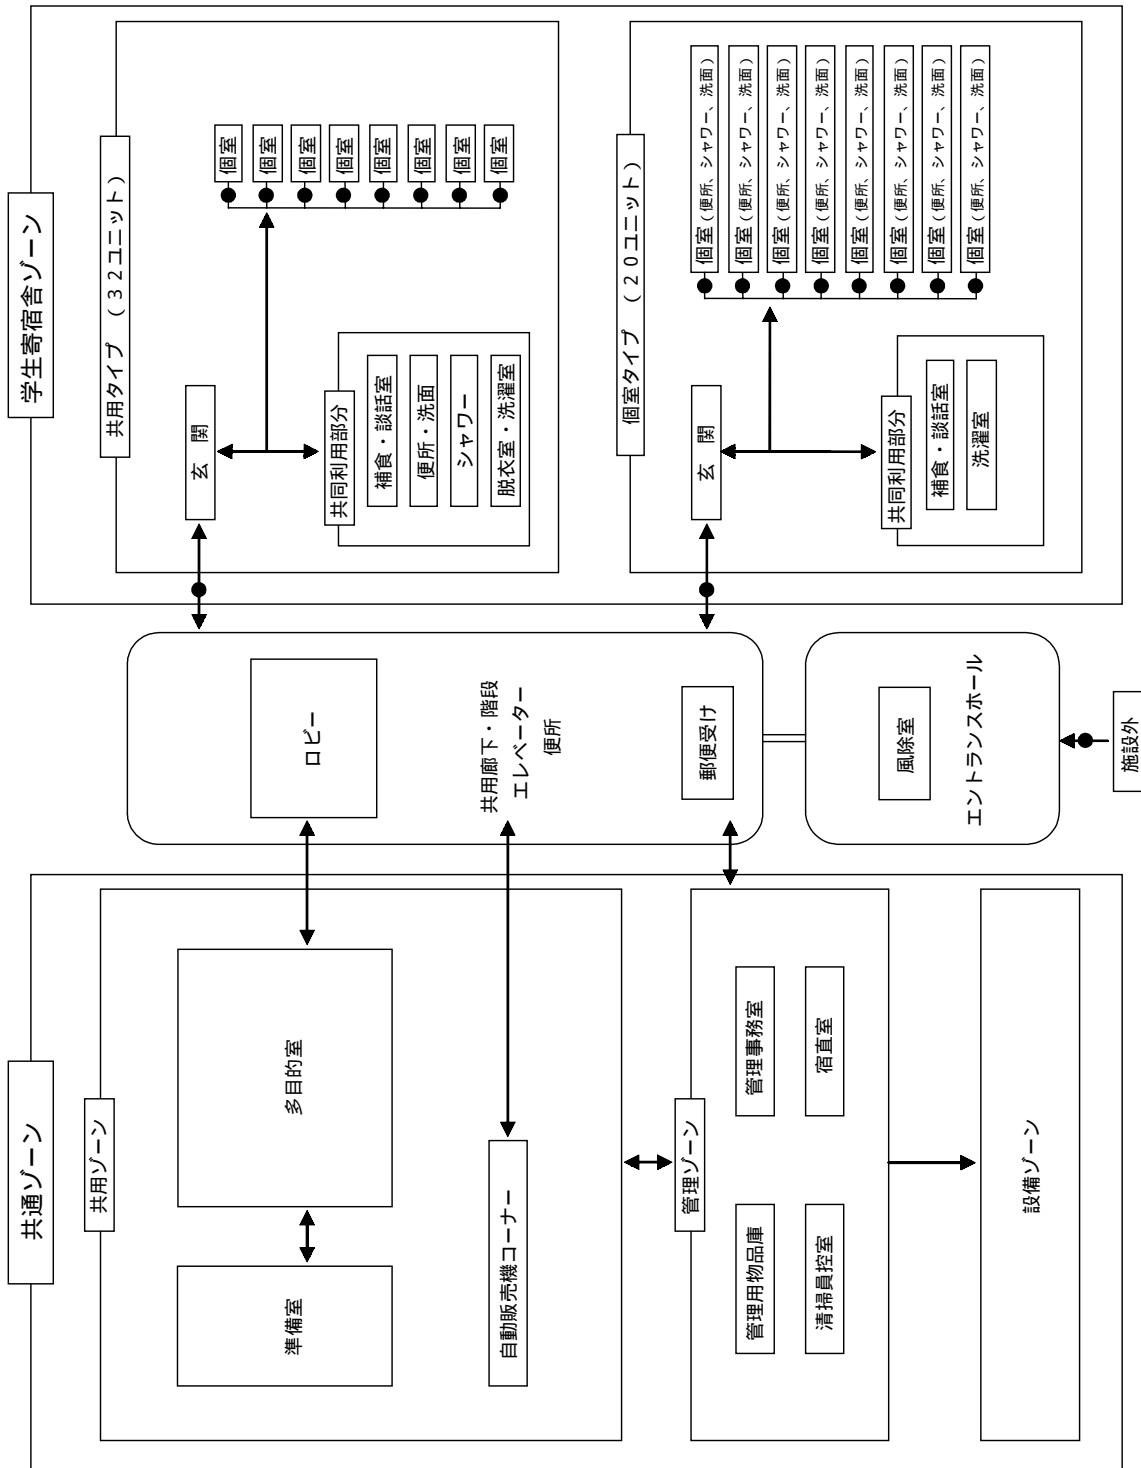 共通ゾーン
共用ゾーン
準備室
多目的室
自動販売機コーナー
管理ゾーン
管理用物品庫
管理事務室
清掃員控室
宿直室
設備ゾーン
ロビー
共用廊下・階段
エレベーター
便所
郵便受け
風除室
エントランスホール
施設外
学生寄宿舎ゾーン
共用タイプ （32ユニット）
玄 関
共同利用部分
補食・談話室
便所・洗面
シャワー
脱衣室・洗濯室
個室
個室
個室
個室
個室
個室
個室
個室
個室タイプ （20ユニット）
玄 関
共同利用部分
補食・談話室
洗濯室
個室（便所、シャワー、洗面）
個室（便所、シャワー、洗面）
個室（便所、シャワー、洗面）
個室（便所、シャワー、洗面）
個室（便所、シャワー、洗面）
個室（便所、シャワー、洗面）
個室（便所、シャワー、洗面）
個室（便所、シャワー、洗面）